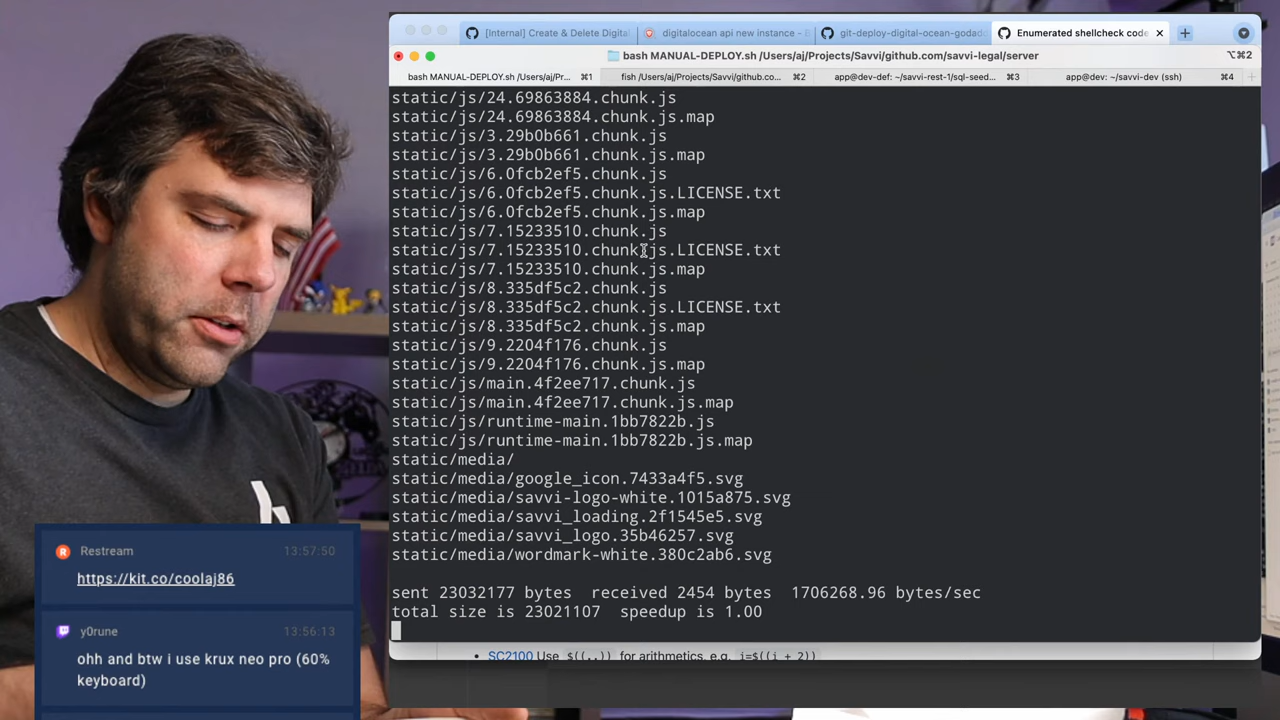 [Internal] Create & Delete Digital
digitalocean api new instance - B
git-deploy-digital-ocean-godadd
Enumerated shellcheck code
bash MANUAL-DEPLOY.sh /Users/aj/Projects/Savvi/github.com/savvi-legal/server
⌥⌘2
bash MANUAL-DEPLOY.sh /Users/aj/Pr... ⌘1
fish /Users/aj/Projects/Savvi/github.co... ⌘2
app@dev-def: ~/savvi-rest-1/sql-seed... ⌘3
app@dev: ~/savvi-dev (ssh) ⌘4
static/js/24.69863884.chunk.js
static/js/24.69863884.chunk.js.map
static/js/3.29b0b661.chunk.js
static/js/3.29b0b661.chunk.js.map
static/js/6.0fcb2ef5.chunk.js
static/js/6.0fcb2ef5.chunk.js.LICENSE.txt
static/js/6.0fcb2ef5.chunk.js.map
static/js/7.15233510.chunk.js
static/js/7.15233510.chunk.js.LICENSE.txt
static/js/7.15233510.chunk.js.map
static/js/8.335df5c2.chunk.js
static/js/8.335df5c2.chunk.js.LICENSE.txt
static/js/8.335df5c2.chunk.js.map
static/js/9.2204f176.chunk.js
static/js/9.2204f176.chunk.js.map
static/js/main.4f2ee717.chunk.js
static/js/main.4f2ee717.chunk.js.map
static/js/runtime-main.1bb7822b.js
static/js/runtime-main.1bb7822b.js.map
static/media/
static/media/google_icon.7433a4f5.svg
static/media/savvi-logo-white.1015a875.svg
static/media/savvi_loading.2f1545e5.svg
static/media/savvi_logo.35b46257.svg
static/media/wordmark-white.380c2ab6.svg
sent 23032177 bytes  received 2454 bytes  1706268.96 bytes/sec
total size is 23021107  speedup is 1.00
• SC2100 Use $((..)) for arithmetics, e.g. i=$((i + 2))
Restream 13:57:50
https://kit.co/coolaj86
y0rune 13:56:13
ohh and btw i use krux neo pro (60%
keyboard)